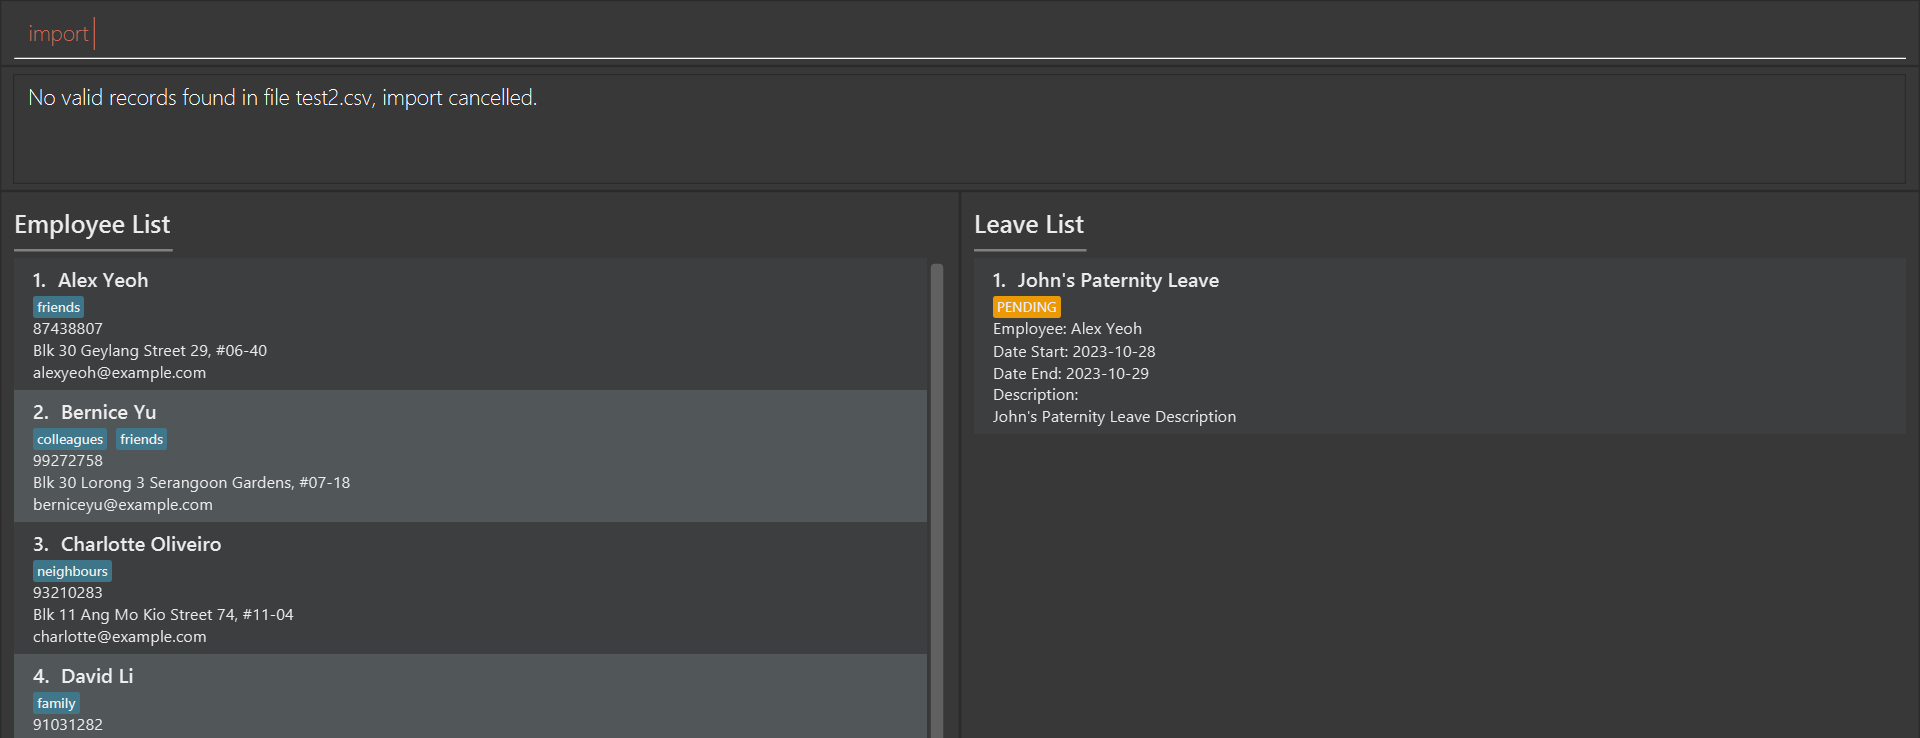 import
No valid records found in file test2.csv, import cancelled.
Employee List
1. Alex Yeoh
friends
87438807
Blk 30 Geylang Street 29, #06-40
alexyeoh@example.com
2. Bernice Yu
colleagues friends
99272758
Blk 30 Lorong 3 Serangoon Gardens, #07-18
berniceyu@example.com
3. Charlotte Oliveiro
neighbours
93210283
Blk 11 Ang Mo Kio Street 74, #11-04
charlotte@example.com
4. David Li
family
91031282
Leave List
1. John's Paternity Leave
PENDING
Employee: Alex Yeoh
Date Start: 2023-10-28
Date End: 2023-10-29
Description:
John's Paternity Leave Description